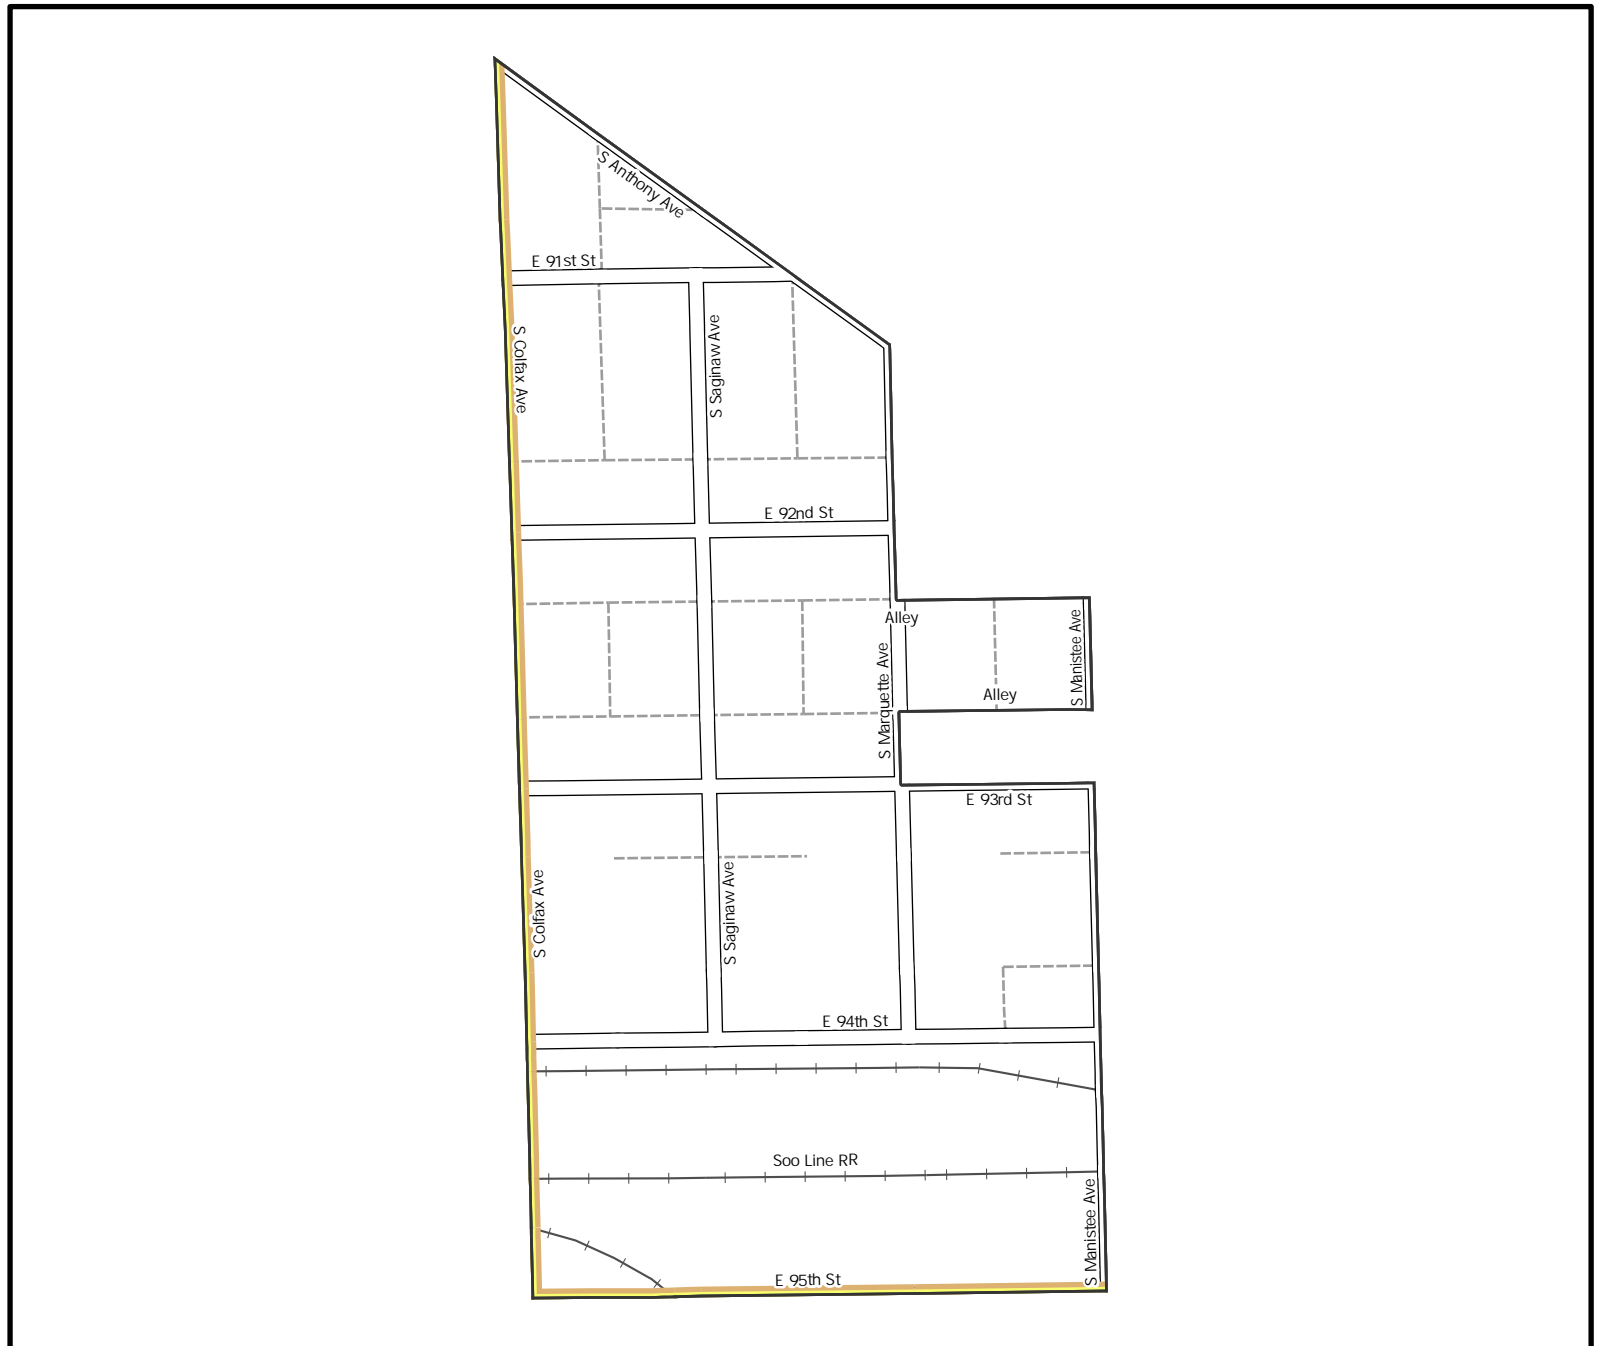 S Anthony Ave
E 91st St
S Colfax Ave
S Saginaw Ave
E 92nd St
Alley
S Manistee Ave
S Marquette Ave
Alley
E 93rd St
S Colfax Ave
S Saginaw Ave
E 94th St
Soo Line RR
S Manistee Ave
E 95th St